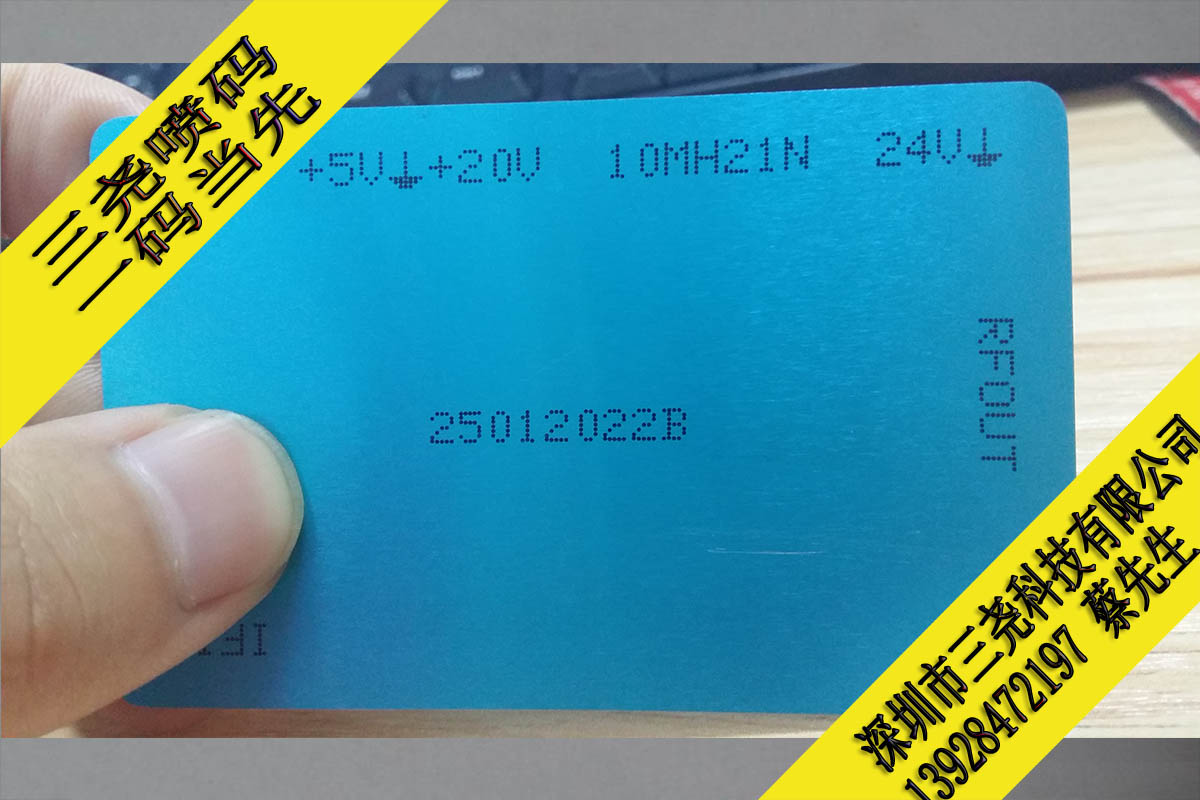 三尧喷码
一码当先
+5V⏚+20V 10MH21N 24V⏚
RFOUT
25012022B
深圳市三尧科技有限公司
13928472197 蔡先生